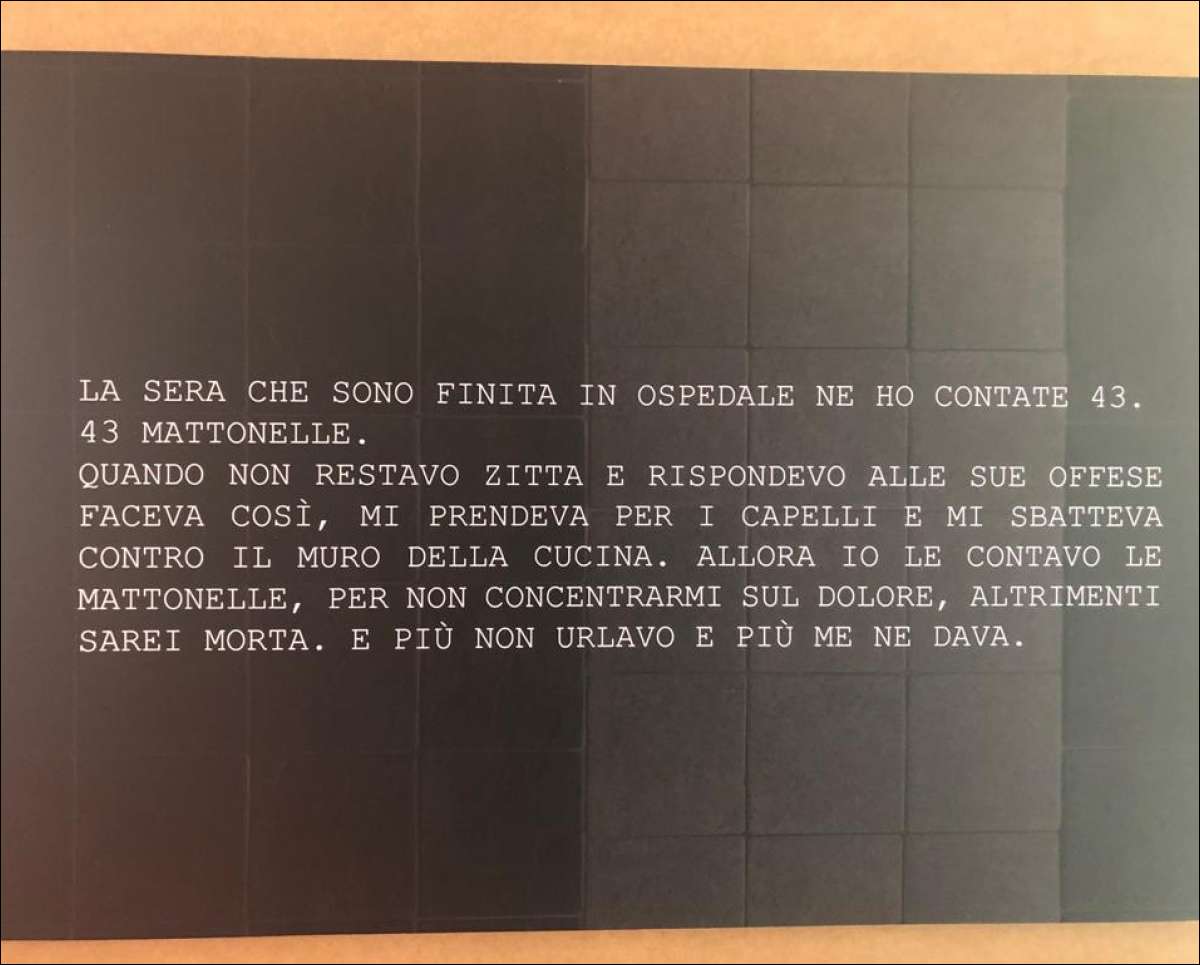 LA SERA CHE SONO FINITA IN OSPEDALE NE HO CONTATE 43.
43 MATTONELLE.
QUANDO NON RESTAVO ZITTA E RISPONDEVO ALLE SUE OFFESE
FACEVA COSÌ, MI PRENDEVA PER I CAPELLI E MI SBATTEVA
CONTRO IL MURO DELLA CUCINA. ALLORA IO LE CONTAVO LE
MATTONELLE, PER NON CONCENTRARMI SUL DOLORE, ALTRIMENTI
SAREI MORTA. E PIÙ NON URLAVO E PIÙ ME NE DAVA.